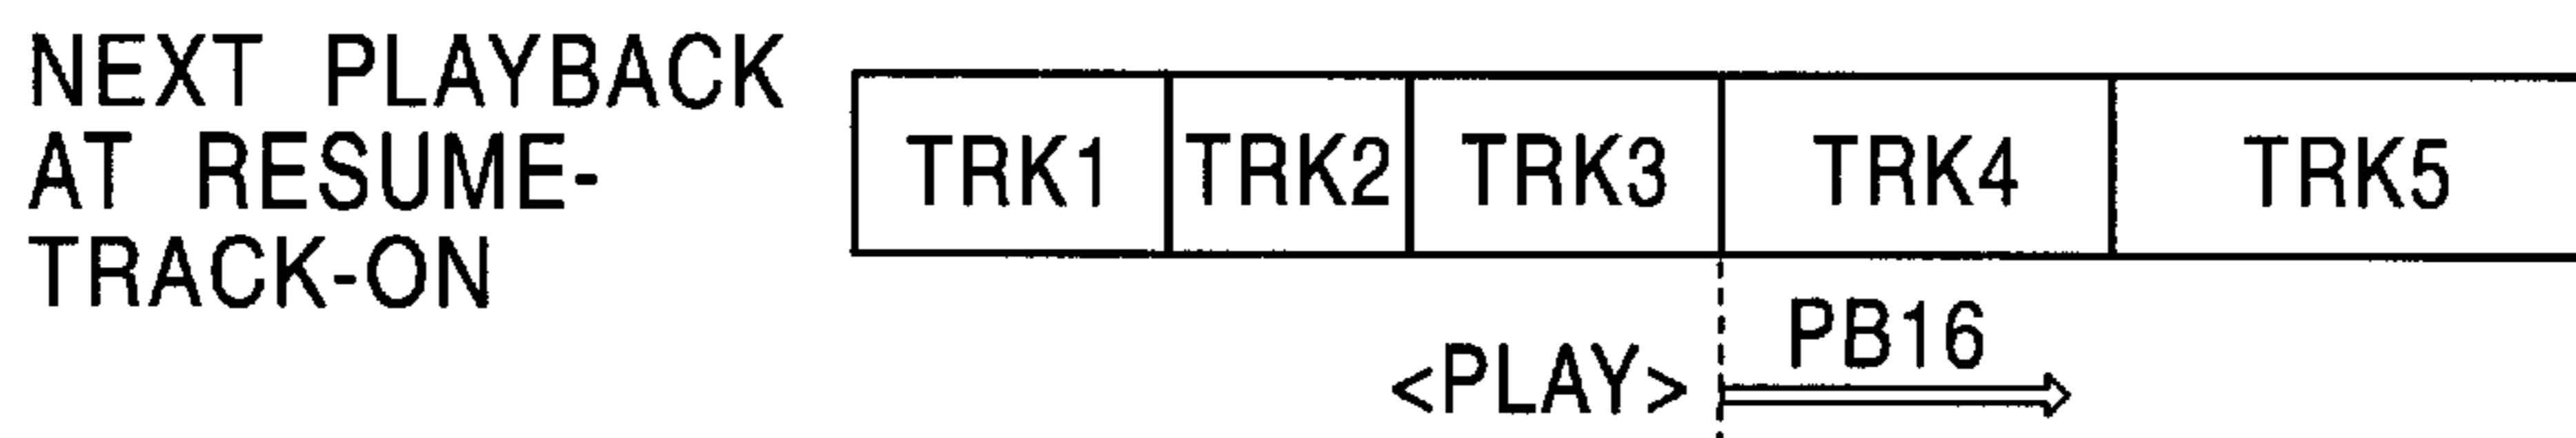 NEXT PLAYBACK
AT RESUME-
TRACK-ON
TRK1 TRK2 TRK3 TRK4 TRK5
PB16
<PLAY>